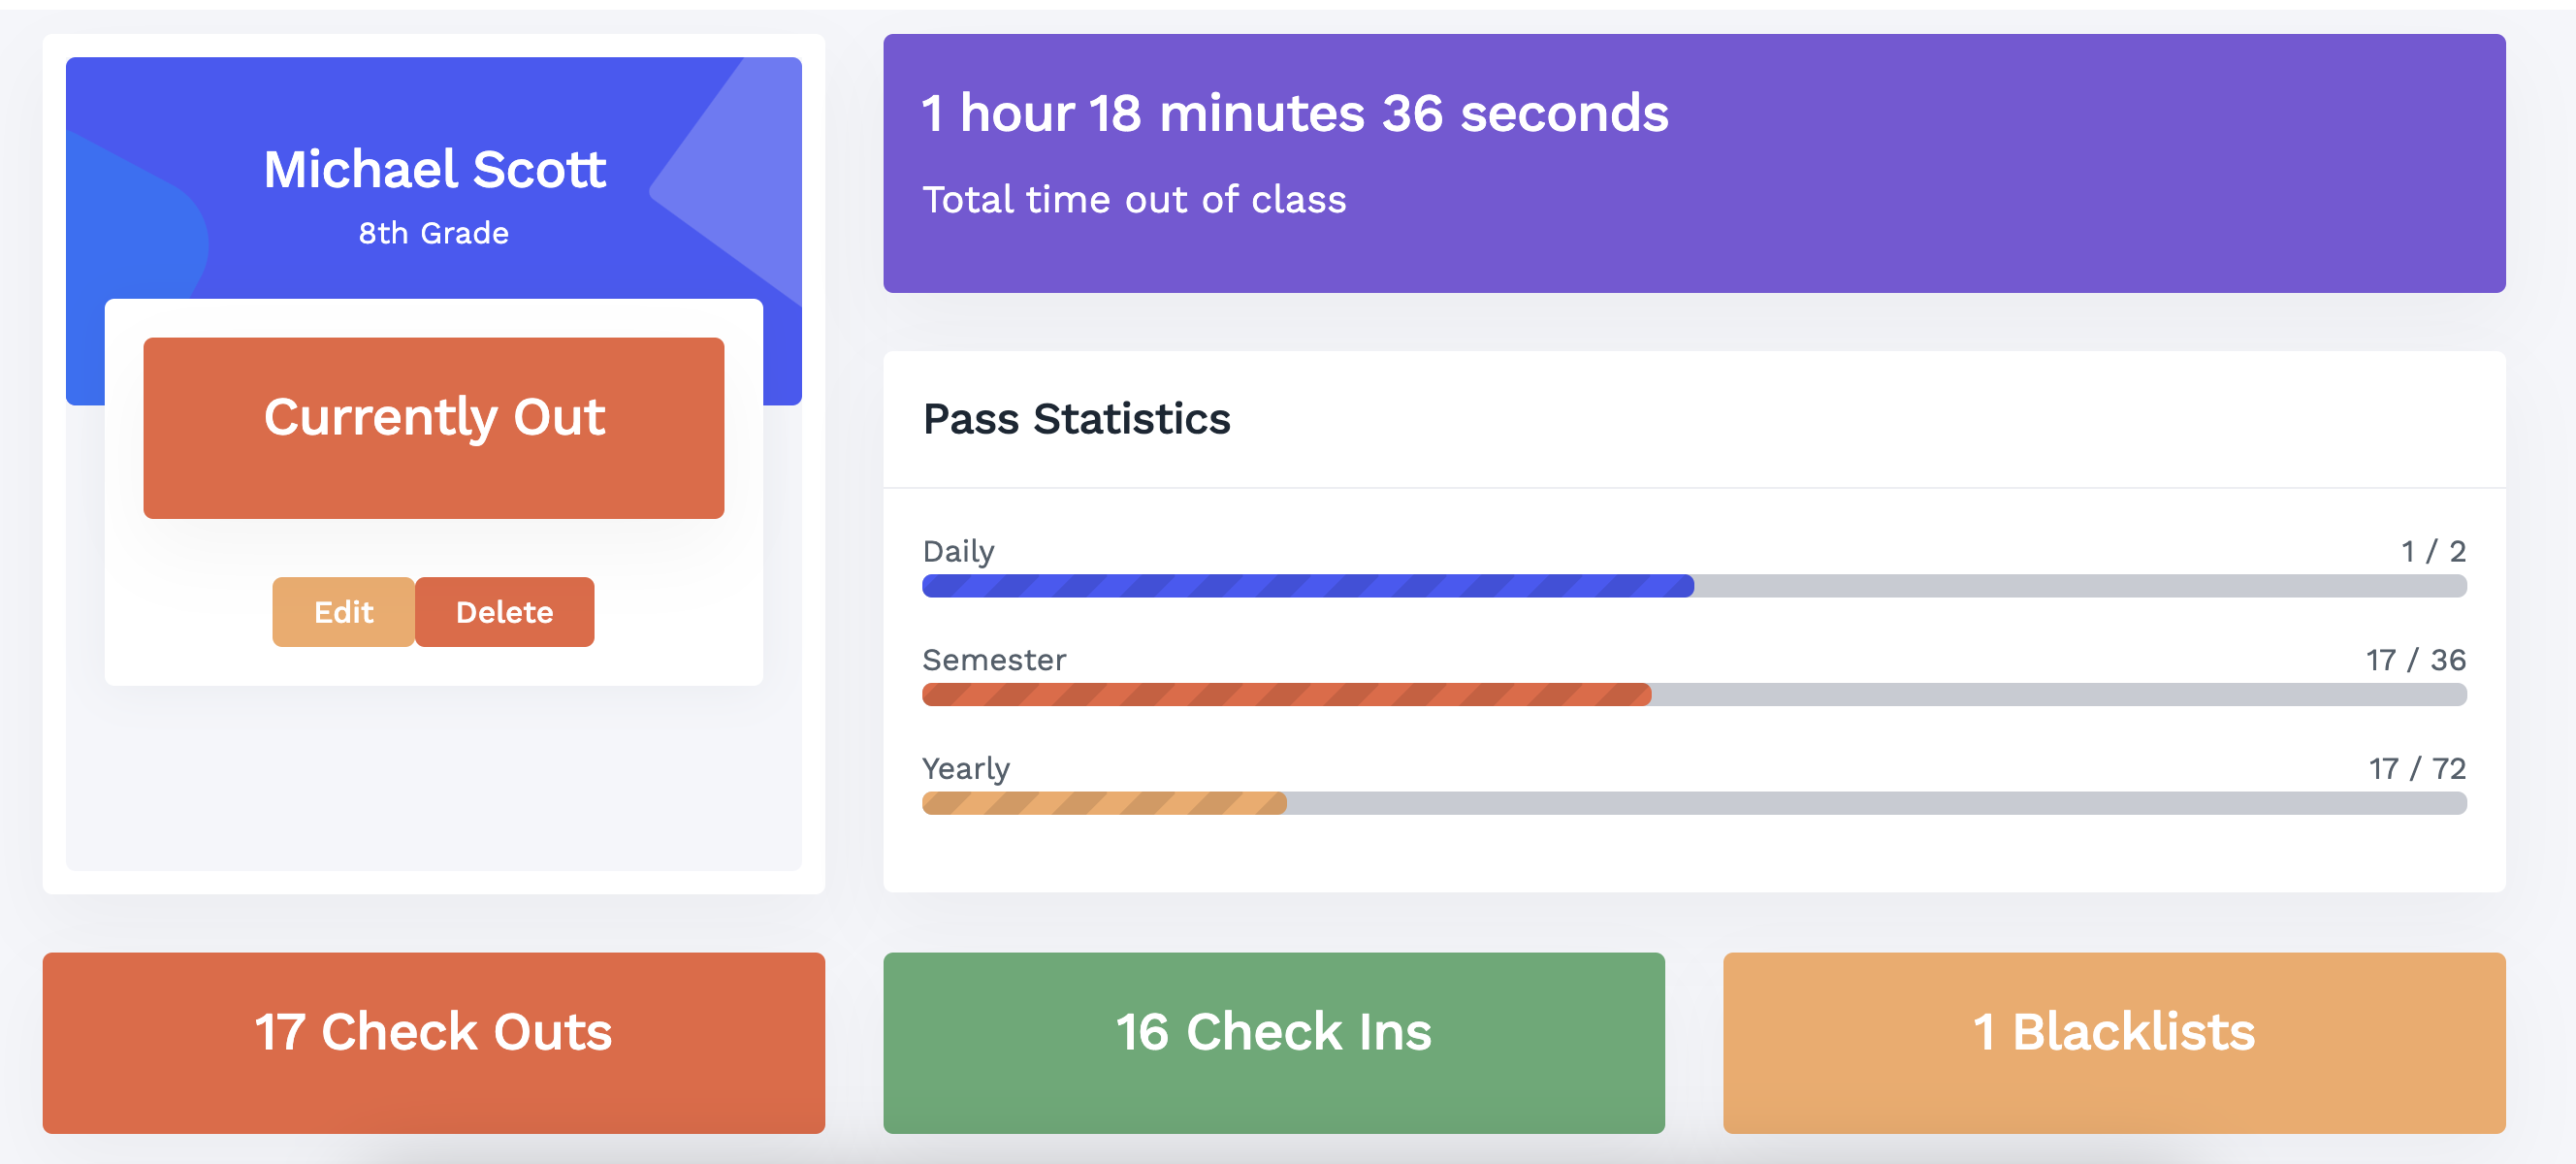 Michael Scott
8th Grade
Currently Out
Edit Delete
1 hour 18 minutes 36 seconds
Total time out of class
Pass Statistics
Daily 1 / 2
Semester 17 / 36
Yearly 17 / 72
17 Check Outs
16 Check Ins
1 Blacklists